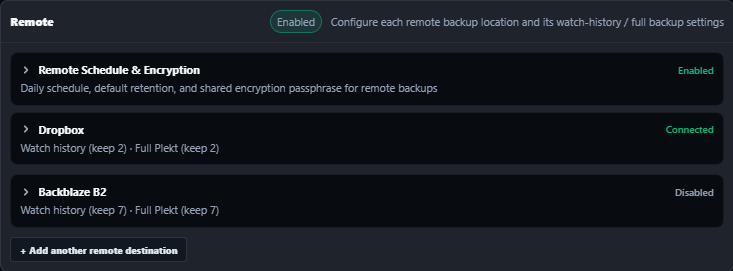 Remote
Enabled
Configure each remote backup location and its watch-history / full backup settings
Remote Schedule & Encryption
Enabled
Daily schedule, default retention, and shared encryption passphrase for remote backups
Dropbox
Connected
Watch history (keep 2) · Full Plekt (keep 2)
Backblaze B2
Disabled
Watch history (keep 7) · Full Plekt (keep 7)
+ Add another remote destination